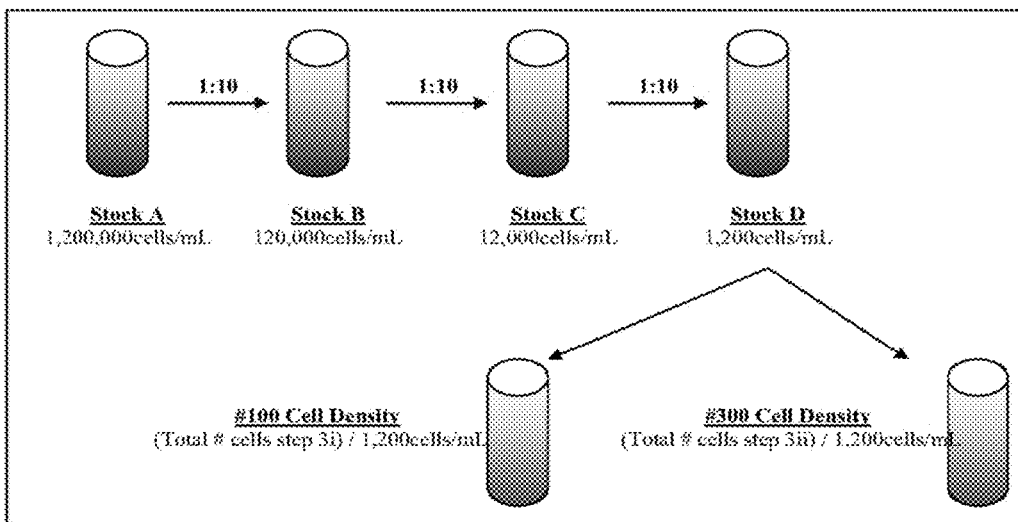 1:10
1:10
1:10
Stock A
1,200,000cells/mL
Stock B
120,000cells/mL
Stock C
12,000cells/mL
Stock D
1,200cells/mL
#100 Cell Density
(Total # cells step 3i) / 1,200cells/mL
#300 Cell Density
(Total # cells step 3ii) / 1,200cells/mL